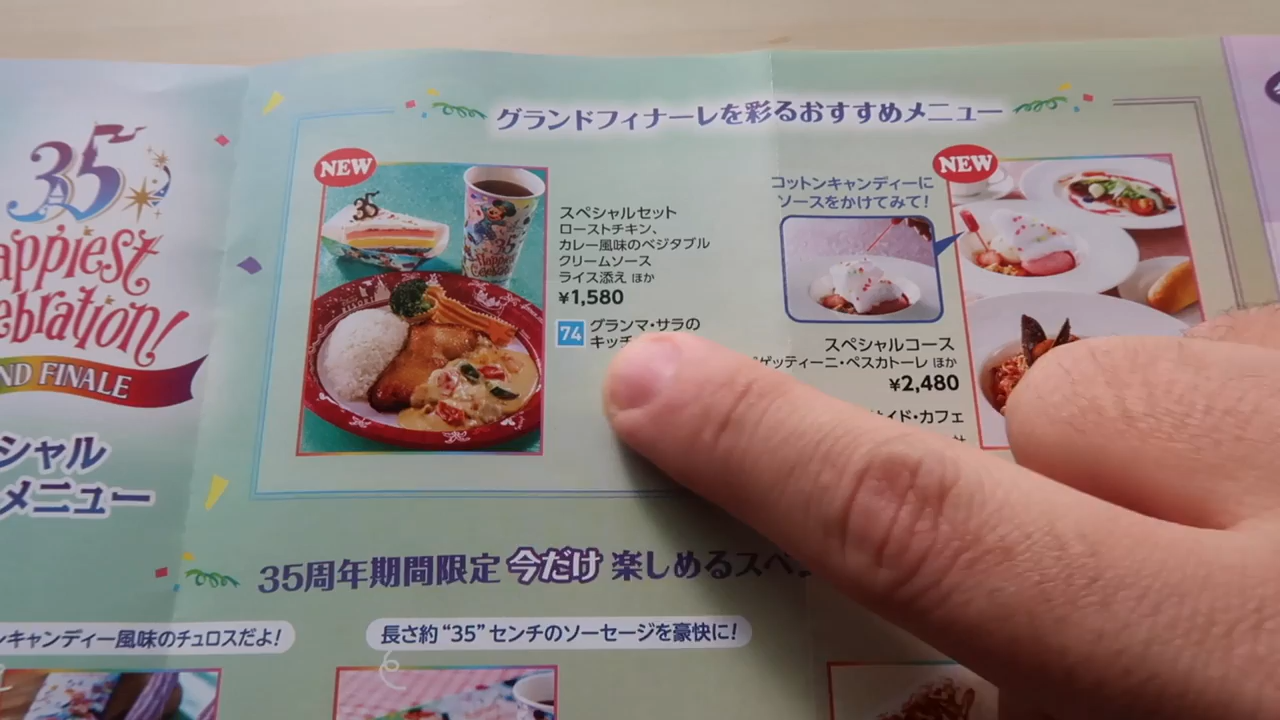 35
appiest
ebration!
ND FINALE
シャル
メニュー
グランドフィナーレを彩るおすすめメニュー
NEW
35
35
スペシャルセット
ローストチキン、
カレー風味のベジタブル
クリームソース
ライス添え ほか
¥1,580
74 グランマ・サラの
キッチ
NEW
コットンキャンディーに
ソースをかけてみて!
スペシャルコース
ゲッティーニ・ペスカトーレ ほか
¥2,480
イド・カフェ
社
35周年期間限定 今だけ 楽しめるスペ
ンキャンディー風味のチュロスだよ!
長さ約“35”センチのソーセージを豪快に!